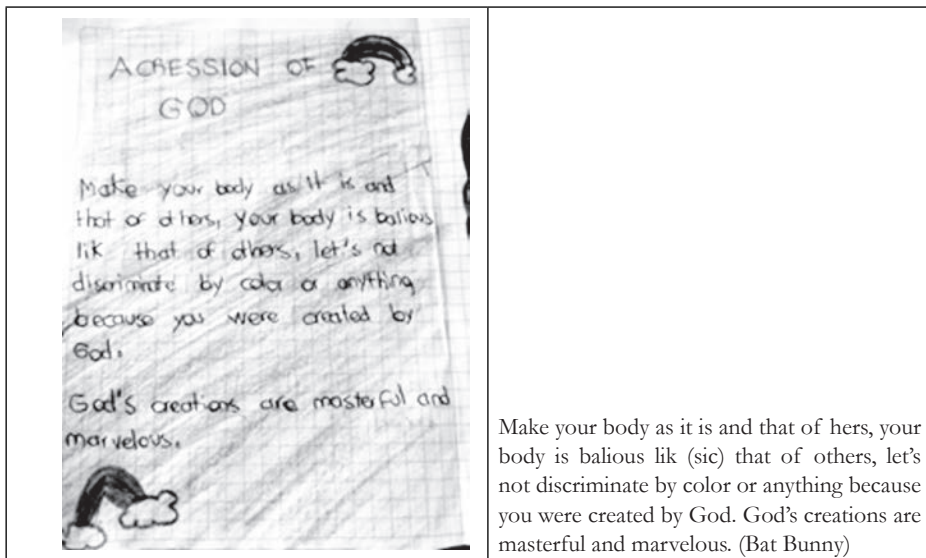 ACRESSION OF
GOD
Make your body as it is and
that of others, your body is balious
lik that of others, let's not
discriminate by color or anything
because you were created by
God.
God's creations are masterful and
marvelous.
Make your body as it is and that of hers, your
body is balious lik (sic) that of others, let's
not discriminate by color or anything because
you were created by God. God's creations are
masterful and marvelous. (Bat Bunny)